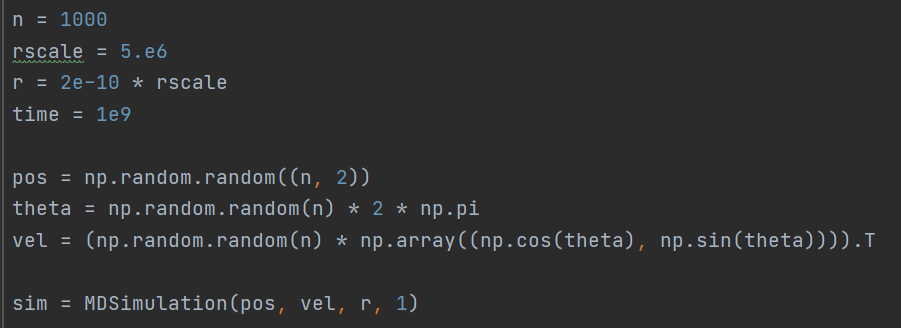 n = 1000
rscale = 5.e6
r = 2e-10 * rscale
time = 1e9
pos = np.random.random((n, 2))
theta = np.random.random(n) * 2 * np.pi
vel = (np.random.random(n) * np.array((np.cos(theta), np.sin(theta)))).T
sim = MDSimulation(pos, vel, r, 1)